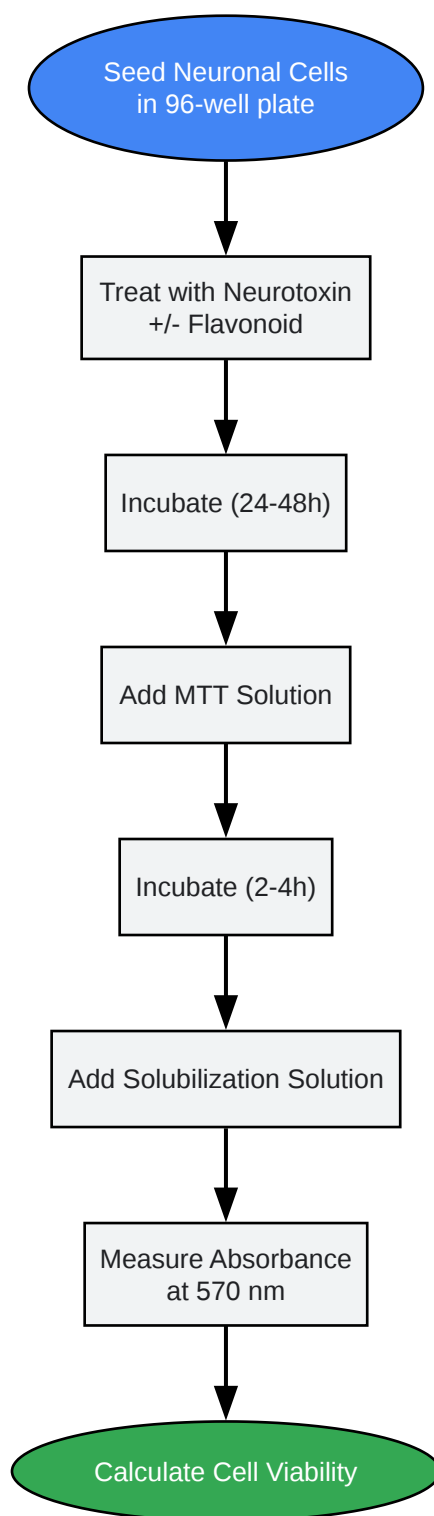 Seed Neuronal Cells
in 96-well plate
Treat with Neurotoxin
+/- Flavonoid
Incubate (24-48h)
Add MTT Solution
Incubate (2-4h)
Add Solubilization Solution
Measure Absorbance
at 570 nm
Calculate Cell Viability